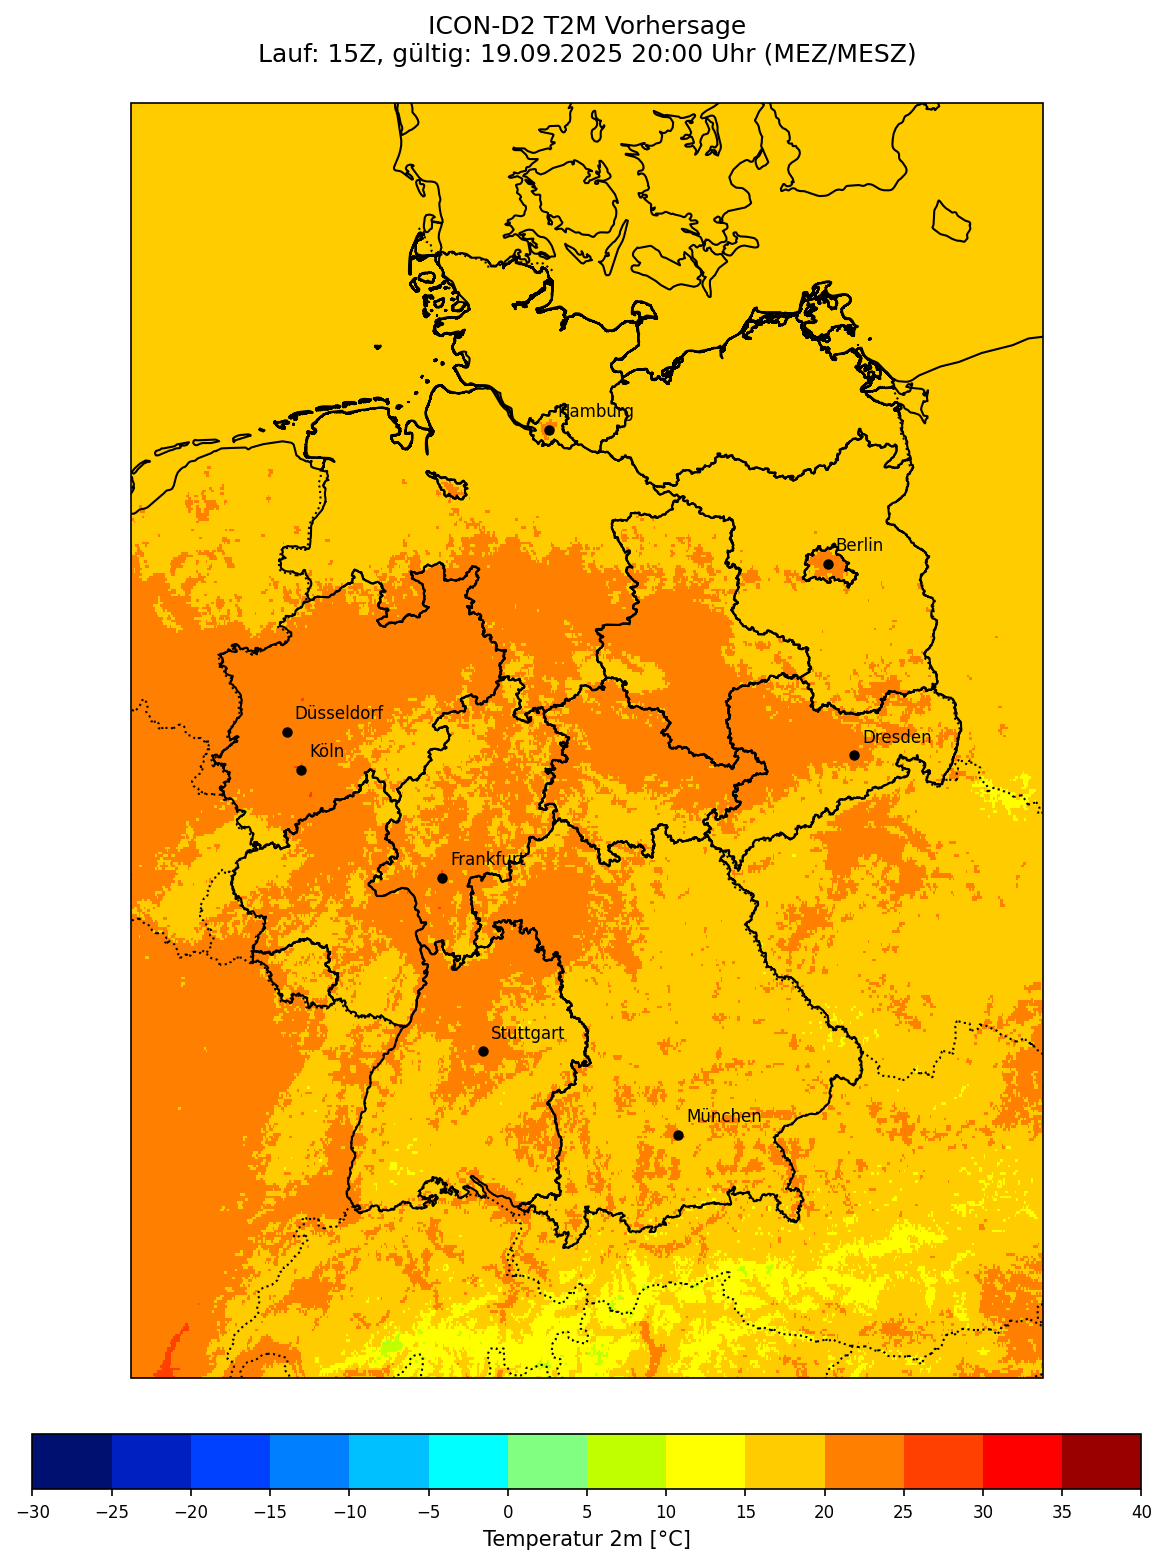 ICON-D2 T2M Vorhersage
Lauf: 15Z, gültig: 19.09.2025 20:00 Uhr (MEZ/MESZ)
Hamburg
Berlin
Düsseldorf
Köln
Dresden
Frankfurt
Stuttgart
München
−30 −25 −20 −15 −10 −5 0 5 10 15 20 25 30 35 40
Temperatur 2m [°C]